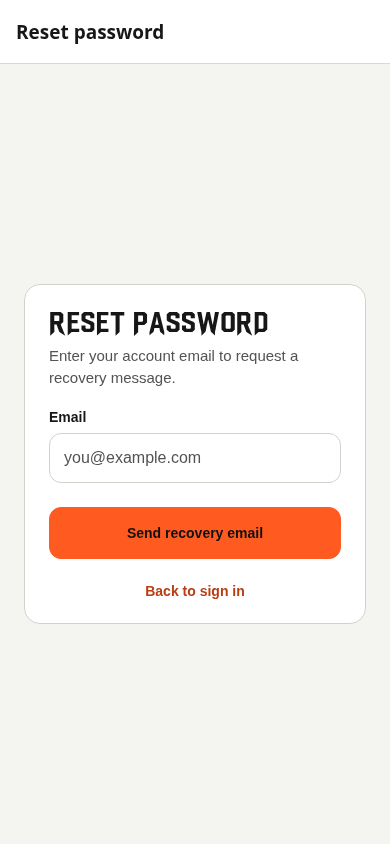 Reset password
RESET PASSWORD
Enter your account email to request a
recovery message.
Email
you@example.com
Send recovery email
Back to sign in